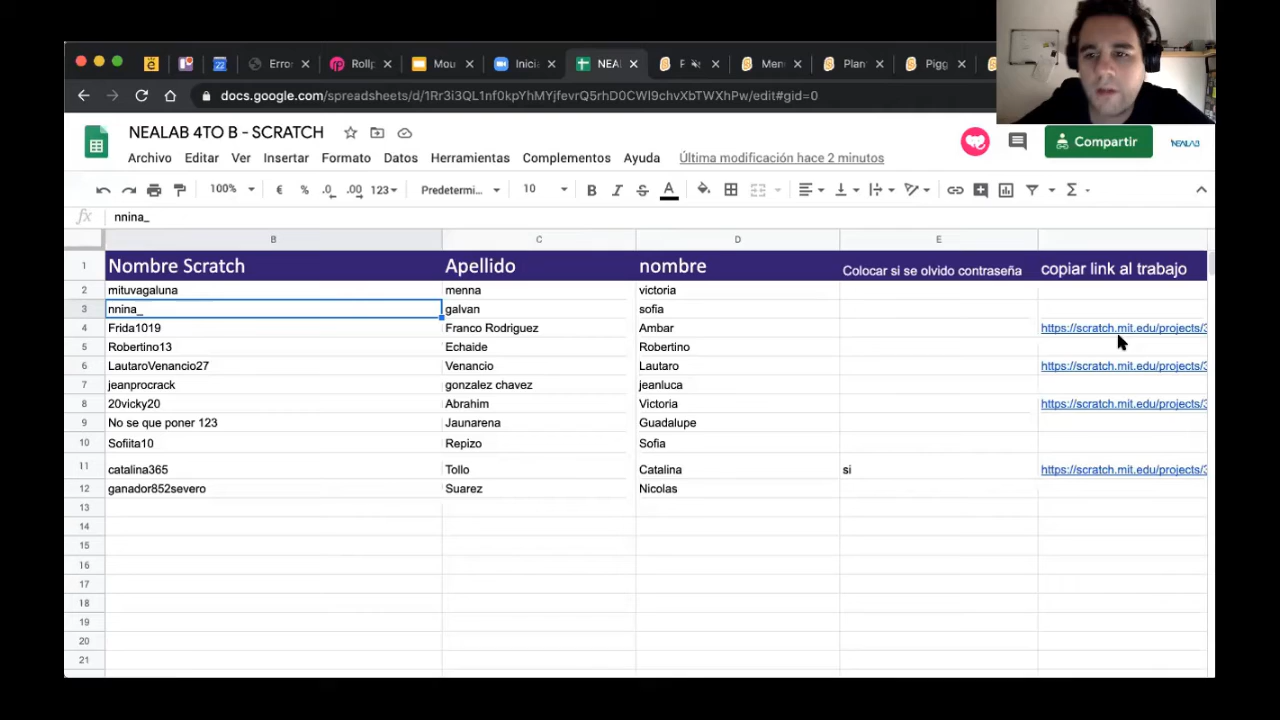 Error
Rollp
Mou
Inicia
NEAL
P
Men
Plant
Pigg
docs.google.com/spreadsheets/d/1Rr3i3QL1nf0kpYhMYjfevrQ5rhD0CWl9chvXbTWXhPw/edit#gid=0
NEALAB 4TO B - SCRATCH
Archivo Editar Ver Insertar Formato Datos Herramientas Complementos Ayuda Última modificación hace 2 minutos
Compartir
NEALAB
100% € % .0 .00 123 Predetermi... 10 B I S A Σ
fx nnina_
B C D E
1 Nombre Scratch Apellido nombre Colocar si se olvido contraseña copiar link al trabajo
2 mituvagaluna menna victoria
3 nnina_ galvan sofia
4 Frida1019 Franco Rodriguez Ambar https://scratch.mit.edu/projects/3
5 Robertino13 Echaide Robertino
6 LautaroVenancio27 Venancio Lautaro https://scratch.mit.edu/projects/3
7 jeanprocrack gonzalez chavez jeanluca
8 20vicky20 Abrahim Victoria https://scratch.mit.edu/projects/3
9 No se que poner 123 Jaunarena Guadalupe
10 Sofiita10 Repizo Sofia
11 catalina365 Tollo Catalina si https://scratch.mit.edu/projects/3
12 ganador852severo Suarez Nicolas
13
14
15
16
17
18
19
20
21